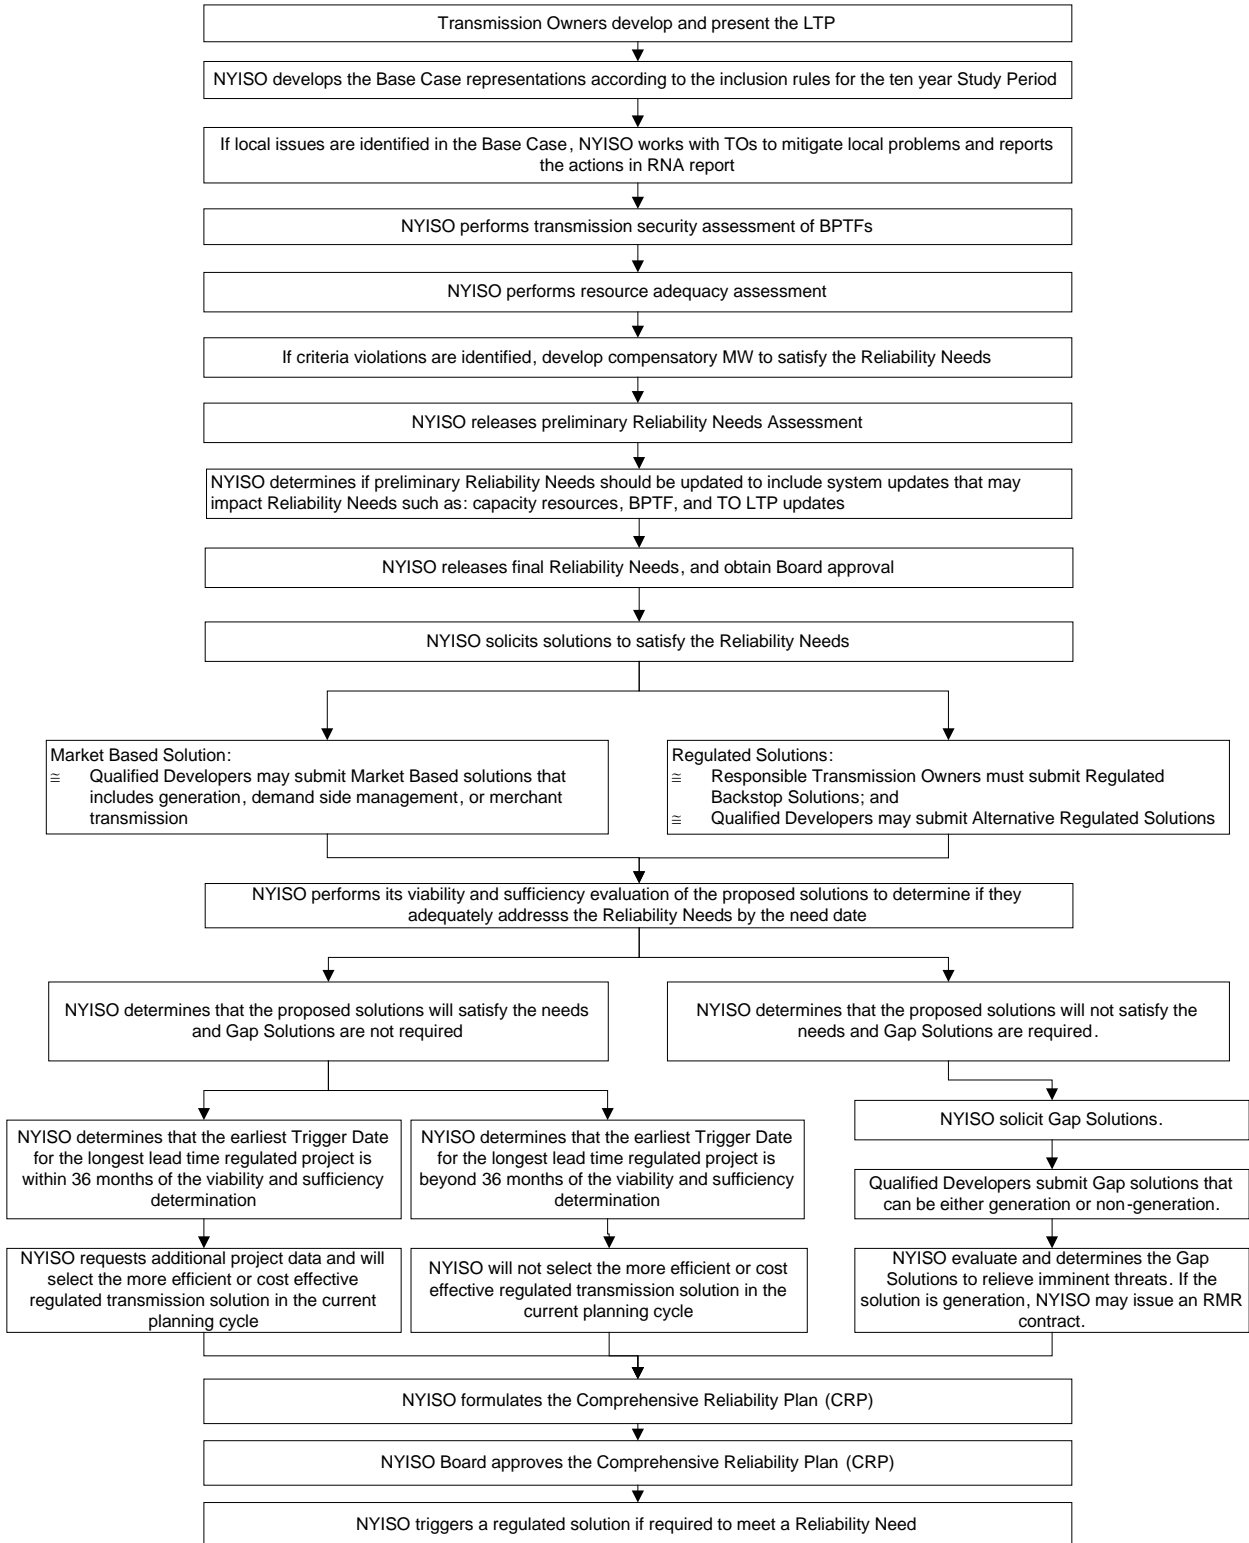 Transmission Owners develop and present the LTP
NYISO develops the Base Case representations according to the inclusion rules for the ten year Study Period
If local issues are identified in the Base Case, NYISO works with TOs to mitigate local problems and reports
the actions in RNA report
NYISO performs transmission security assessment of BPTFs
NYISO performs resource adequacy assessment
If criteria violations are identified, develop compensatory MW to satisfy the Reliability Needs
NYISO releases preliminary Reliability Needs Assessment
NYISO determines if preliminary Reliability Needs should be updated to include system updates that may
impact Reliability Needs such as: capacity resources, BPTF, and TO LTP updates
NYISO releases final Reliability Needs, and obtain Board approval
NYISO solicits solutions to satisfy the Reliability Needs
Market Based Solution:
≅ Qualified Developers may submit Market Based solutions that
includes generation, demand side management, or merchant
transmission
Regulated Solutions:
≅ Responsible Transmission Owners must submit Regulated
Backstop Solutions; and
≅ Qualified Developers may submit Alternative Regulated Solutions
NYISO performs its viability and sufficiency evaluation of the proposed solutions to determine if they
adequately addresss the Reliability Needs by the need date
NYISO determines that the proposed solutions will satisfy the needs
and Gap Solutions are not required
NYISO determines that the proposed solutions will not satisfy the
needs and Gap Solutions are required.
NYISO determines that the earliest Trigger Date
for the longest lead time regulated project is
within 36 months of the viability and sufficiency
determination
NYISO determines that the earliest Trigger Date
for the longest lead time regulated project is
beyond 36 months of the viability and sufficiency
determination
NYISO solicit Gap Solutions.
Qualified Developers submit Gap solutions that
can be either generation or non-generation.
NYISO requests additional project data and will
select the more efficient or cost effective
regulated transmission solution in the current
planning cycle
NYISO will not select the more efficient or cost
effective regulated transmission solution in the
current planning cycle
NYISO evaluate and determines the Gap
Solutions to relieve imminent threats. If the
solution is generation, NYISO may issue an RMR
contract.
NYISO formulates the Comprehensive Reliability Plan (CRP)
NYISO Board approves the Comprehensive Reliability Plan (CRP)
NYISO triggers a regulated solution if required to meet a Reliability Need